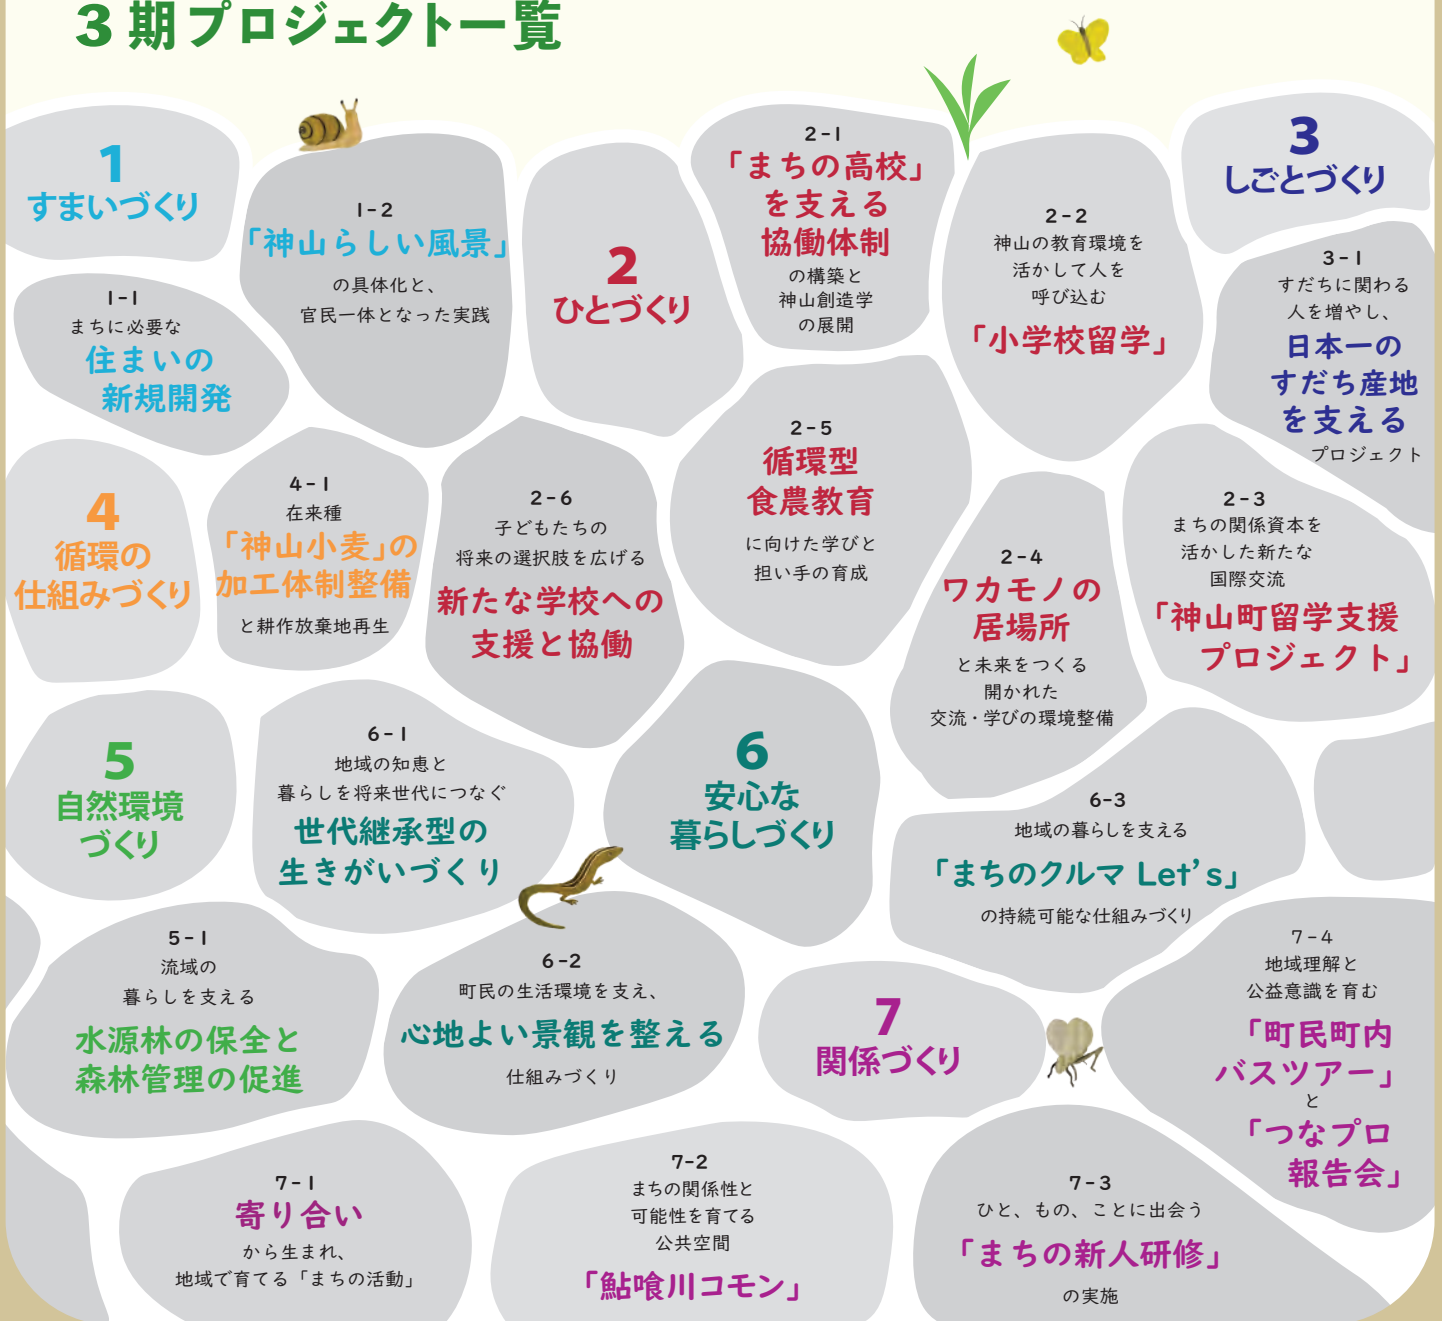 3期プロジェクト一覧
1
すまいづくり
1-1
まちに必要な
住まいの
新規開発
1-2
「神山らしい風景」
の具体化と、
官民一体となった実践
2
ひとづくり
2-1
「まちの高校」
を支える
協働体制
の構築と
神山創造学
の展開
2-2
神山の教育環境を
活かして人を
呼び込む
「小学校留学」
3
しごとづくり
3-1
すだちに関わる
人を増やし、
日本一の
すだち産地
を支える
プロジェクト
4
循環の
仕組みづくり
4-1
在来種
「神山小麦」の
加工体制整備
と耕作放棄地再生
2-6
子どもたちの
将来の選択肢を広げる
新たな学校への
支援と協働
2-5
循環型
食農教育
に向けた学びと
担い手の育成
2-4
ワカモノの
居場所
と未来をつくる
開かれた
交流・学びの環境整備
2-3
まちの関係資本を
活かした新たな
国際交流
「神山町留学支援
プロジェクト」
5
自然環境
づくり
6-1
地域の知恵と
暮らしを将来世代につなぐ
世代継承型の
生きがいづくり
6
安心な
暮らしづくり
6-3
地域の暮らしを支える
「まちのクルマ Let's」
の持続可能な仕組みづくり
5-1
流域の
暮らしを支える
水源林の保全と
森林管理の促進
6-2
町民の生活環境を支え、
心地よい景観を整える
仕組みづくり
7
関係づくり
7-4
地域理解と
公益意識を育む
「町民町内
バスツアー」
と
「つなプロ
報告会」
7-1
寄り合い
から生まれ、
地域で育てる「まちの活動」
7-2
まちの関係性と
可能性を育てる
公共空間
「鮎喰川コモン」
7-3
ひと、もの、ことに出会う
「まちの新人研修」
の実施